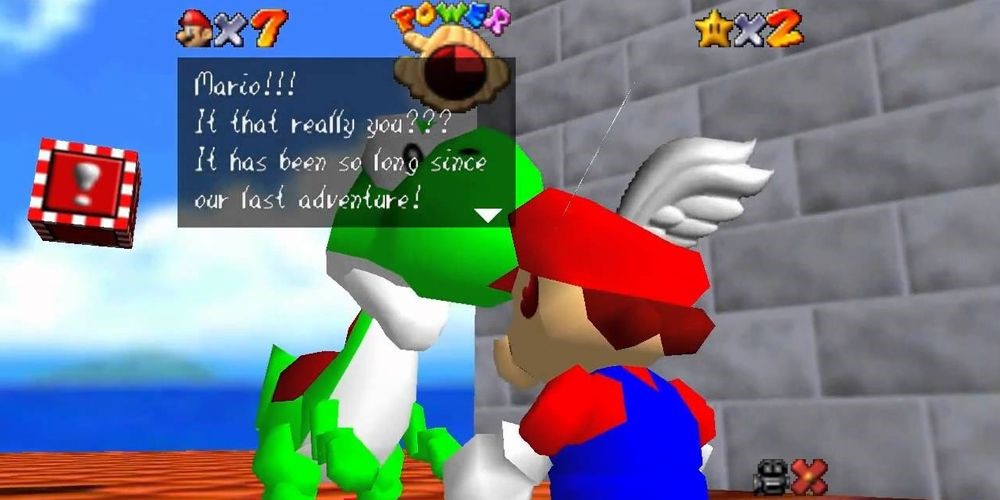 ×7
POWER
×2
Mario!!!
It that really you???
It has been so long since
our last adventure!
!